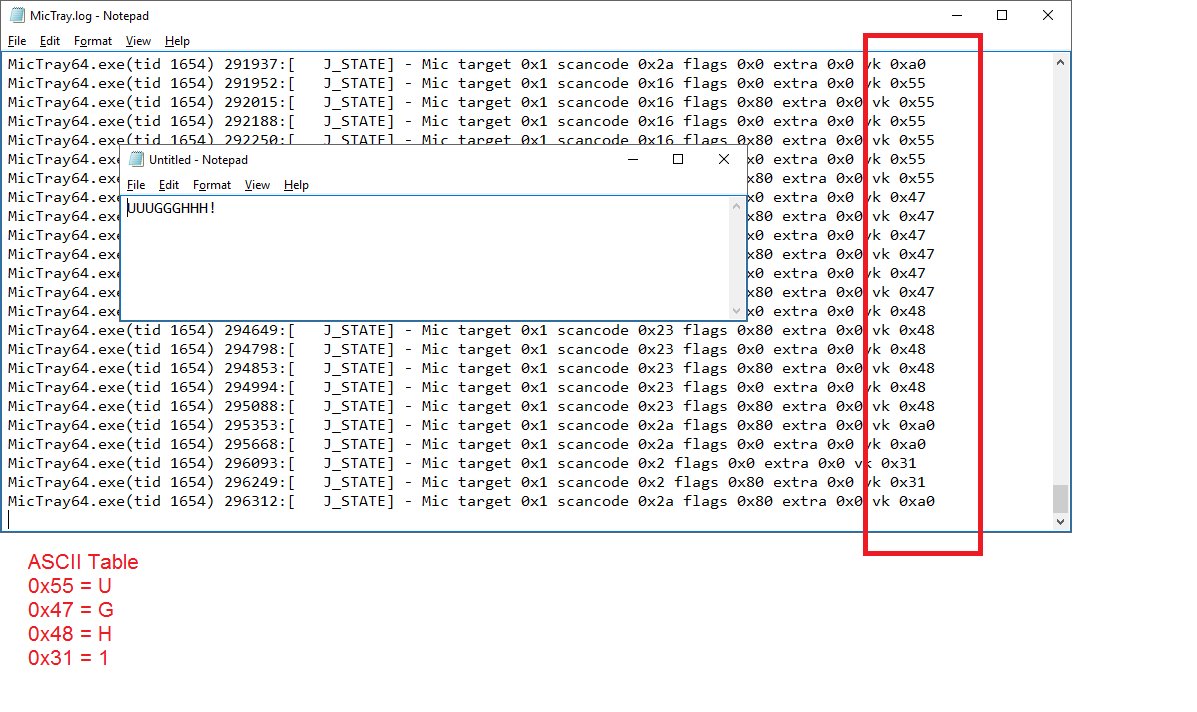 MicTray.log - Notepad
File Edit Format View Help
MicTray64.exe(tid 1654) 291937:[   J_STATE] - Mic target 0x1 scancode 0x2a flags 0x0 extra 0x0 vk 0xa0
MicTray64.exe(tid 1654) 291952:[   J_STATE] - Mic target 0x1 scancode 0x16 flags 0x0 extra 0x0 vk 0x55
MicTray64.exe(tid 1654) 292015:[   J_STATE] - Mic target 0x1 scancode 0x16 flags 0x80 extra 0x0 vk 0x55
MicTray64.exe(tid 1654) 292188:[   J_STATE] - Mic target 0x1 scancode 0x16 flags 0x0 extra 0x0 vk 0x55
MicTray64.exe(tid 1654) 292250:[   J_STATE] - Mic target 0x1 scancode 0x16 flags 0x80 extra 0x0 vk 0x55
MicTray64.exe x0 extra 0x0 vk 0x55
MicTray64.exe x80 extra 0x0 vk 0x55
MicTray64.exe x0 extra 0x0 vk 0x47
MicTray64.exe x80 extra 0x0 vk 0x47
MicTray64.exe x0 extra 0x0 vk 0x47
MicTray64.exe x80 extra 0x0 vk 0x47
MicTray64.exe x0 extra 0x0 vk 0x47
MicTray64.exe x80 extra 0x0 vk 0x47
MicTray64.exe x0 extra 0x0 vk 0x48
Untitled - Notepad
File Edit Format View Help
UUUGGGHHH!
MicTray64.exe(tid 1654) 294649:[   J_STATE] - Mic target 0x1 scancode 0x23 flags 0x80 extra 0x0 vk 0x48
MicTray64.exe(tid 1654) 294798:[   J_STATE] - Mic target 0x1 scancode 0x23 flags 0x0 extra 0x0 vk 0x48
MicTray64.exe(tid 1654) 294853:[   J_STATE] - Mic target 0x1 scancode 0x23 flags 0x80 extra 0x0 vk 0x48
MicTray64.exe(tid 1654) 294994:[   J_STATE] - Mic target 0x1 scancode 0x23 flags 0x0 extra 0x0 vk 0x48
MicTray64.exe(tid 1654) 295088:[   J_STATE] - Mic target 0x1 scancode 0x23 flags 0x80 extra 0x0 vk 0x48
MicTray64.exe(tid 1654) 295353:[   J_STATE] - Mic target 0x1 scancode 0x2a flags 0x80 extra 0x0 vk 0xa0
MicTray64.exe(tid 1654) 295668:[   J_STATE] - Mic target 0x1 scancode 0x2a flags 0x0 extra 0x0 vk 0xa0
MicTray64.exe(tid 1654) 296093:[   J_STATE] - Mic target 0x1 scancode 0x2 flags 0x0 extra 0x0 vk 0x31
MicTray64.exe(tid 1654) 296249:[   J_STATE] - Mic target 0x1 scancode 0x2 flags 0x80 extra 0x0 vk 0x31
MicTray64.exe(tid 1654) 296312:[   J_STATE] - Mic target 0x1 scancode 0x2a flags 0x80 extra 0x0 vk 0xa0
ASCII Table
0x55 = U
0x47 = G
0x48 = H
0x31 = 1